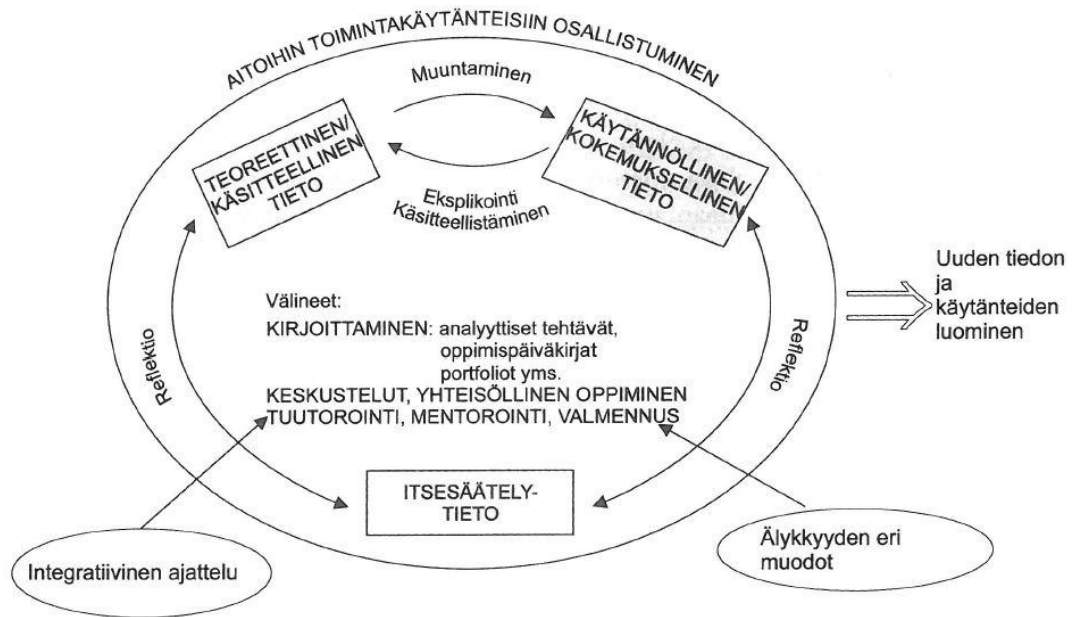 AITOIHIN TOIMINTAKÄYTÄNTEISIIN OSALLISTUMINEN
Muuntaminen
TEOREETTINEN/
KÄSITTEELLINEN
TIETO
KÄYTÄNNÖLLINEN/
KOKEMUKSELLINEN
TIETO
Eksplikointi
Käsitteellistäminen
Uuden tiedon
ja
käytänteiden
luominen
Välineet:
KIRJOITTAMINEN: analyyttiset tehtävät,
oppimispäiväkirjat
portfoliot yms.
KESKUSTELUT, YHTEISÖLLINEN OPPIMINEN
TUUTOROINTI, MENTOROINTI, VALMENNUS
Reflektio
Reflektio
ITSESÄÄTELY-
TIETO
Integratiivinen ajattelu
Älykkyyden eri
muodot